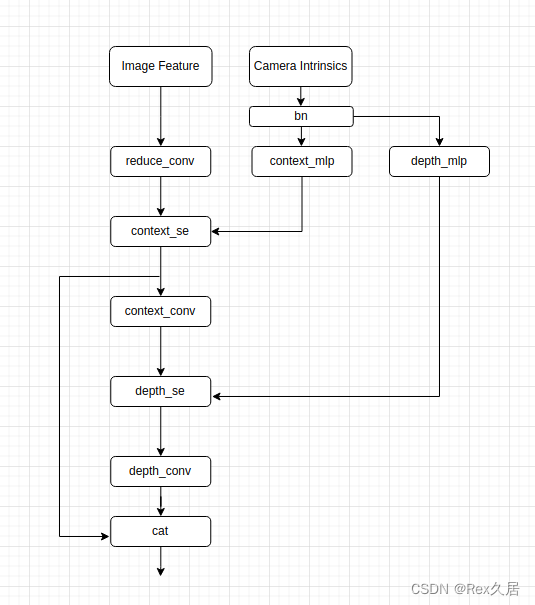 Image Feature
Camera Intrinsics
bn
reduce_conv
context_mlp
depth_mlp
context_se
context_conv
depth_se
depth_conv
cat
CSDN @Rex久居